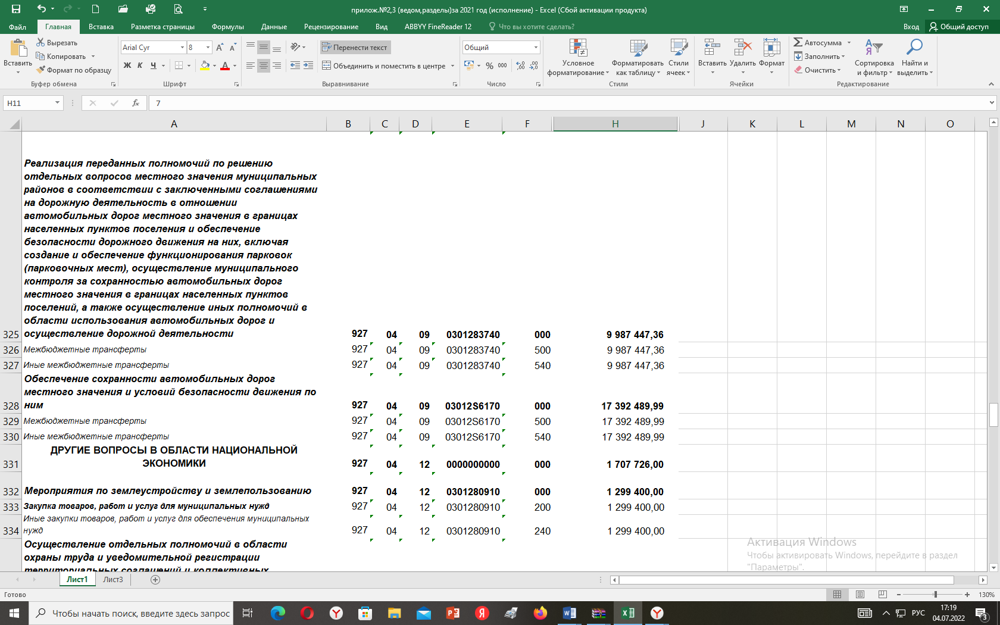 прилож.№2,3 (ведом,разделы)за 2021 год (исполнение) - Excel (Сбой активации продукта)
Файл Главная Вставка Разметка страницы Формулы Данные Рецензирование Вид ABBYY FineReader 12 Что вы хотите сделать? Вход Общий доступ
Вставить
Вырезать
Копировать
Формат по образцу
Буфер обмена
Arial Cyr 8
Ж К Ч
Шрифт
Перенести текст
Объединить и поместить в центре
Выравнивание
Общий
% 000
Число
Условное форматирование
Форматировать как таблицу
Стили ячеек
Стили
Вставить Удалить Формат
Ячейки
Автосумма
Заполнить
Очистить
Сортировка и фильтр
Найти и выделить
Редактирование
H11 fx 7
A B C D E F H J K L M N O
Реализация переданных полномочий по решению
отдельных вопросов местного значения муниципальных
районов в соответствии с заключенными соглашениями
на дорожную деятельность в отношении
автомобильных дорог местного значения в границах
населенных пунктов поселения и обеспечение
безопасности дорожного движения на них, включая
создание и обеспечение функционирования парковок
(парковочных мест), осуществление муниципального
контроля за сохранностью автомобильных дорог
местного значения в границах населенных пунктов
поселений, а также осуществление иных полномочий в
области использования автомобильных дорог и
325 осуществление дорожной деятельности 927 04 09 0301283740 000 9 987 447,36
326 Межбюджетные трансферты 927 04 09 0301283740 500 9 987 447,36
327 Иные межбюджетные трансферты 927 04 09 0301283740 540 9 987 447,36
Обеспечение сохранности автомобильных дорог
местного значения и условий безопасности движения по
328 ним 927 04 09 03012S6170 000 17 392 489,99
329 Межбюджетные трансферты 927 04 09 03012S6170 500 17 392 489,99
330 Иные межбюджетные трансферты 927 04 09 03012S6170 540 17 392 489,99
ДРУГИЕ ВОПРОСЫ В ОБЛАСТИ НАЦИОНАЛЬНОЙ
331 ЭКОНОМИКИ 927 04 12 0000000000 000 1 707 726,00
332 Мероприятия по землеустройству и землепользованию 927 04 12 0301280910 000 1 299 400,00
333 Закупка товаров, работ и услуг для муниципальных нужд 927 04 12 0301280910 200 1 299 400,00
Иные закупки товаров, работ и услуг для обеспечения муниципальных
334 нужд 927 04 12 0301280910 240 1 299 400,00
Осуществление отдельных полномочий в области
охраны труда и уведомительной регистрации
территориальных соглашений и коллективных
Активация Windows
Чтобы активировать Windows, перейдите в раздел
"Параметры".
Лист1 Лист3
Готово 130%
Чтобы начать поиск, введите здесь запрос
РУС
17:19
04.07.2022
3